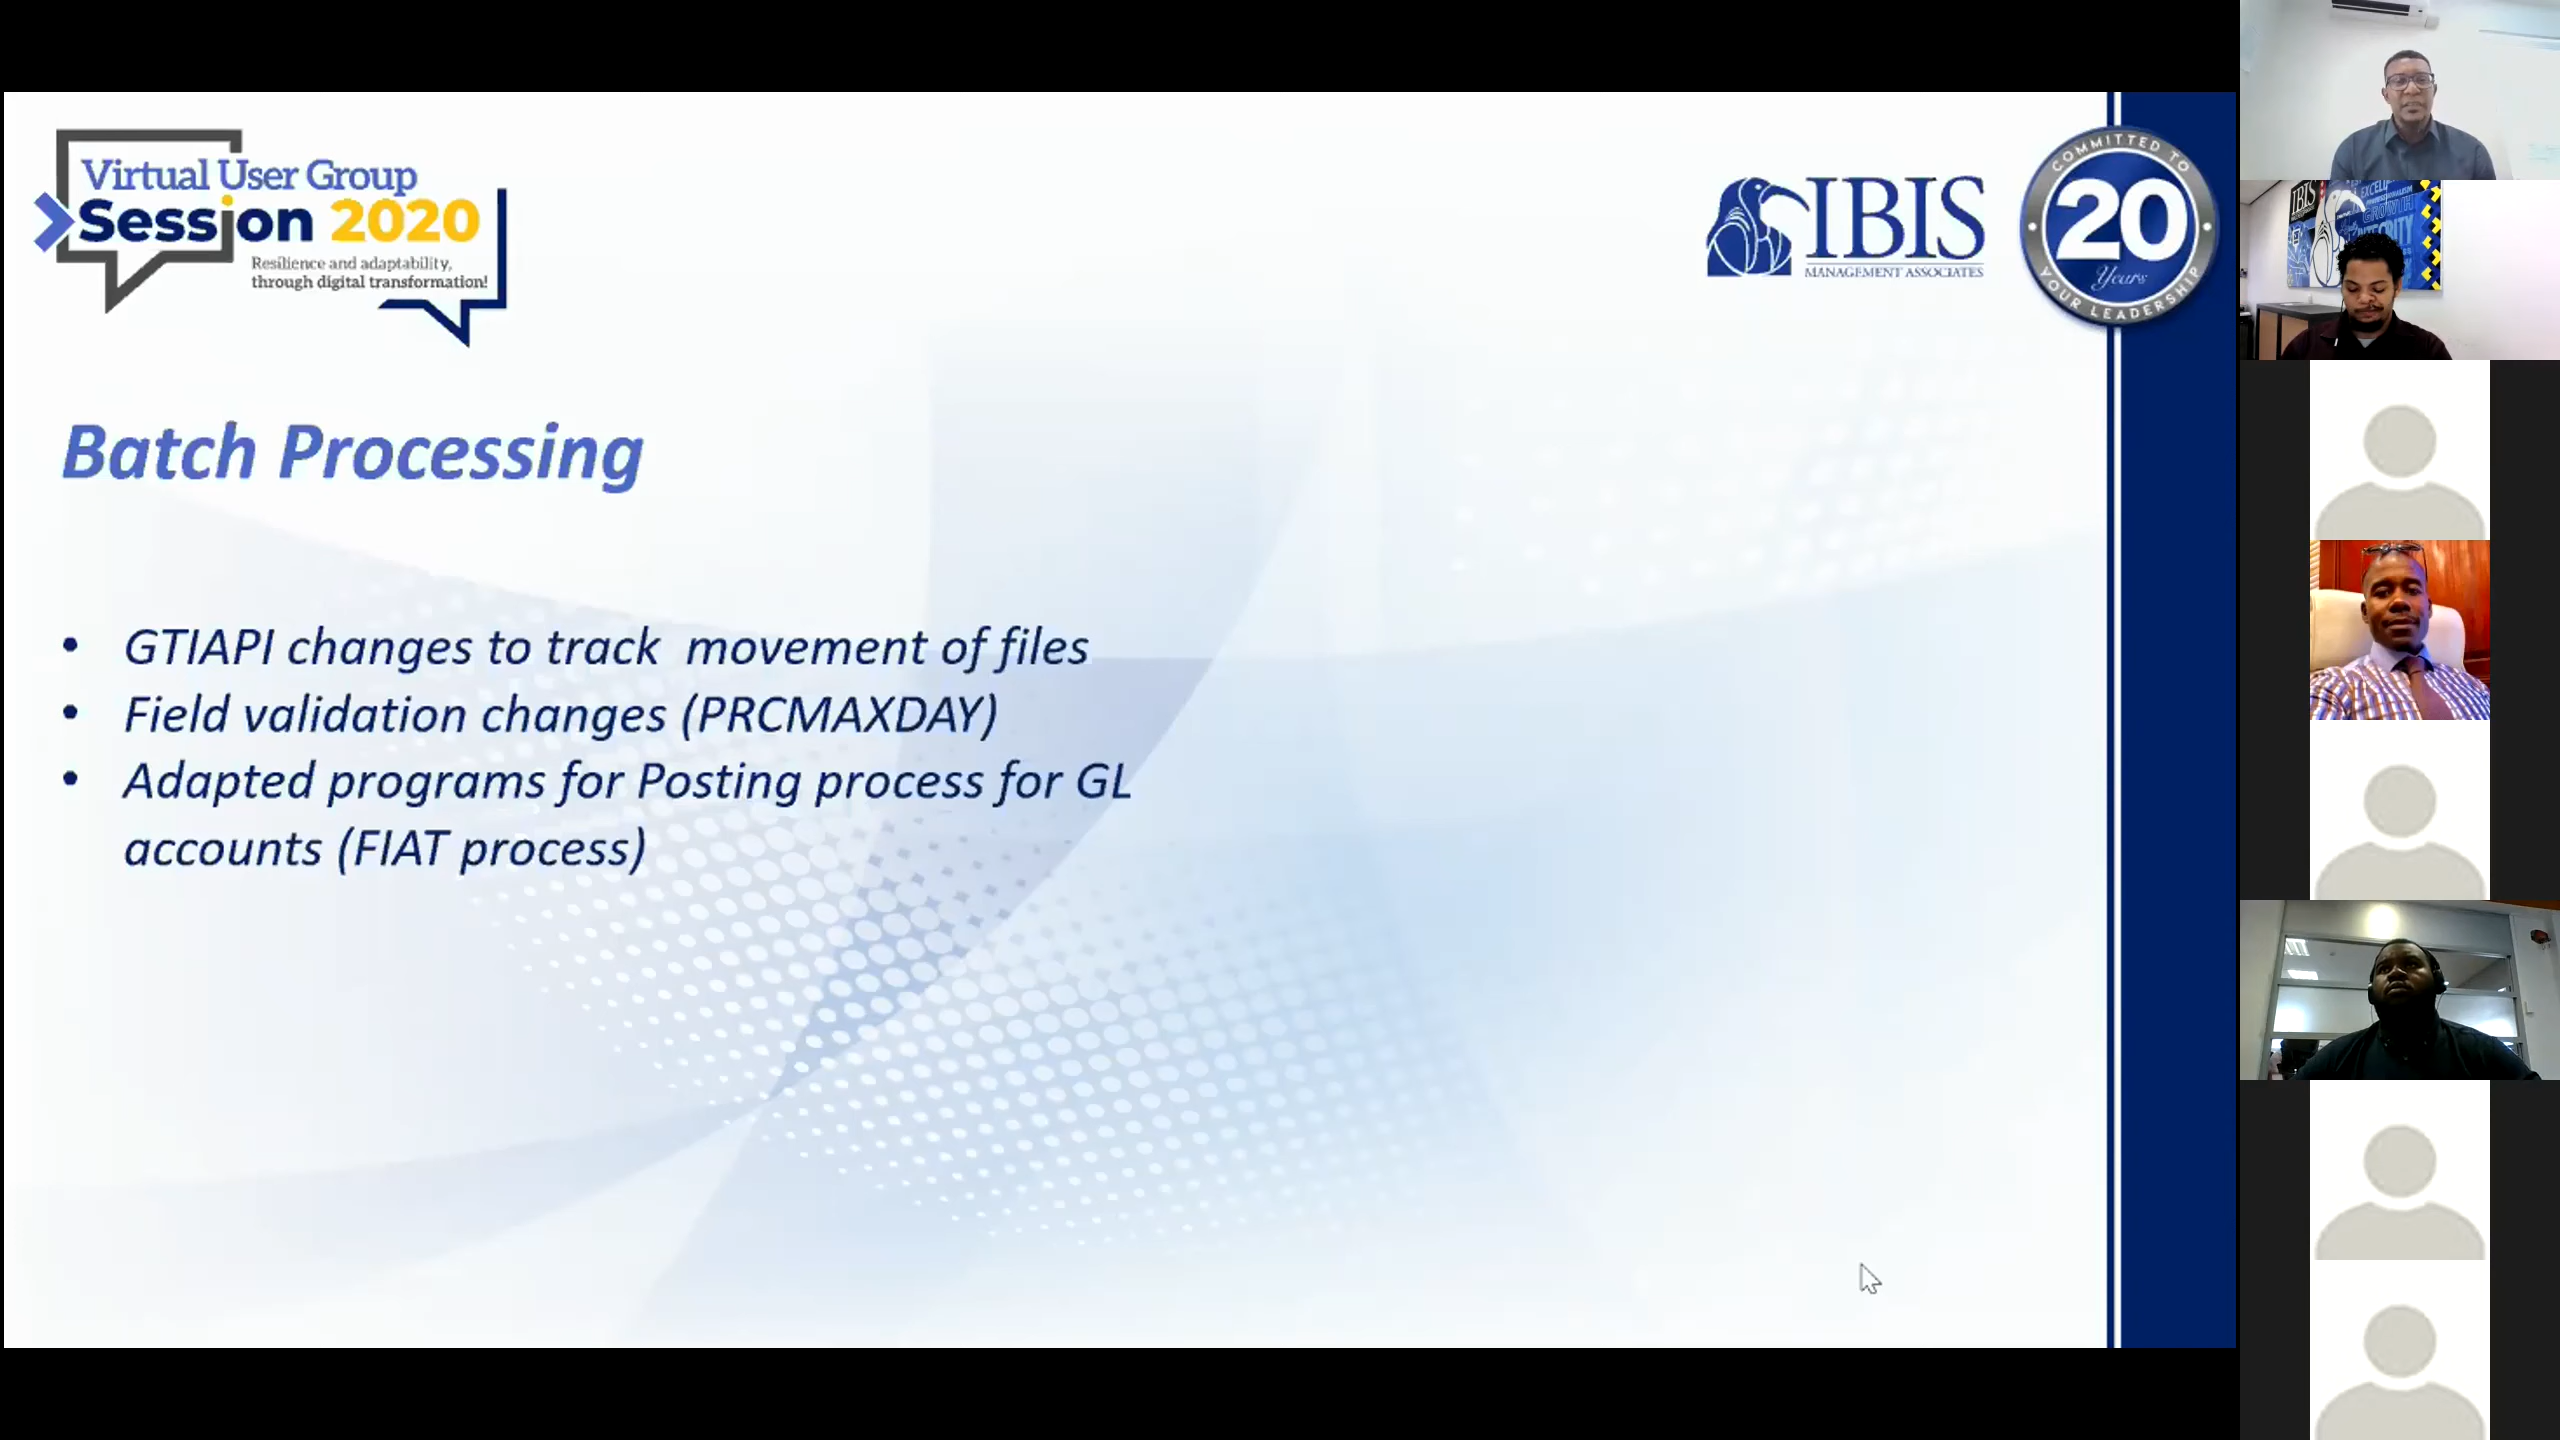 Virtual User Group
Session 2020
Resilience and adaptability,
through digital transformation!
IBIS
MANAGEMENT ASSOCIATES
COMMITTED TO
20
Years
YOUR LEADERSHIP
Batch Processing
• GTIAPI changes to track movement of files
• Field validation changes (PRCMAXDAY)
• Adapted programs for Posting process for GL
accounts (FIAT process)
IBIS
GROWTH